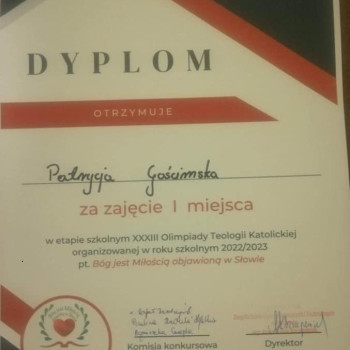 DYPLOM
OTRZYMUJE
Patrycja Gościmska
za zajęcie I miejsca
w etapie szkolnym XXXIII Olimpiady Teologii Katolickiej
organizowanej w roku szkolnym 2022/2023
pt. Bóg jest Miłością objawioną w Słowie
Komisja konkursowa
Dyrektor